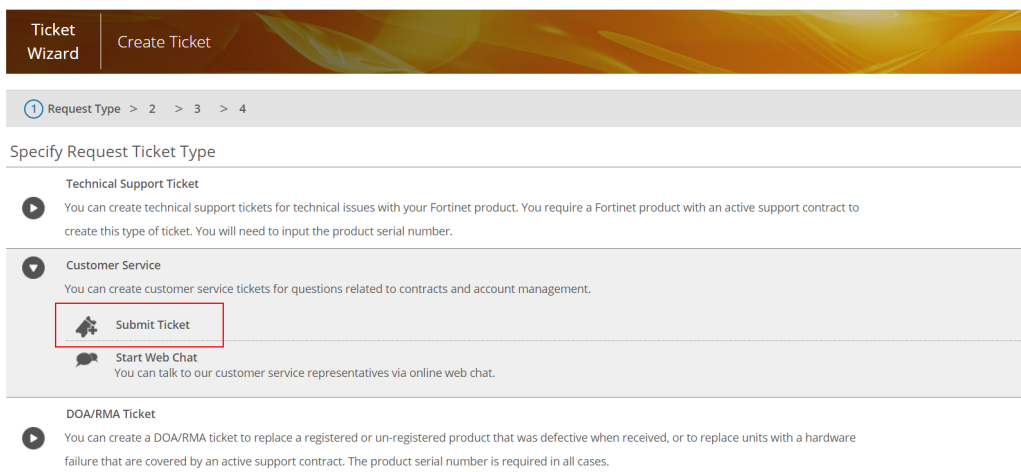 Ticket
Wizard
Create Ticket
1 Request Type > 2 > 3 > 4
Specify Request Ticket Type
Technical Support Ticket
You can create technical support tickets for technical issues with your Fortinet product. You require a Fortinet product with an active support contract to
create this type of ticket. You will need to input the product serial number.
Customer Service
You can create customer service tickets for questions related to contracts and account management.
Submit Ticket
Start Web Chat
You can talk to our customer service representatives via online web chat.
DOA/RMA Ticket
You can create a DOA/RMA ticket to replace a registered or un-registered product that was defective when received, or to replace units with a hardware
failure that are covered by an active support contract. The product serial number is required in all cases.